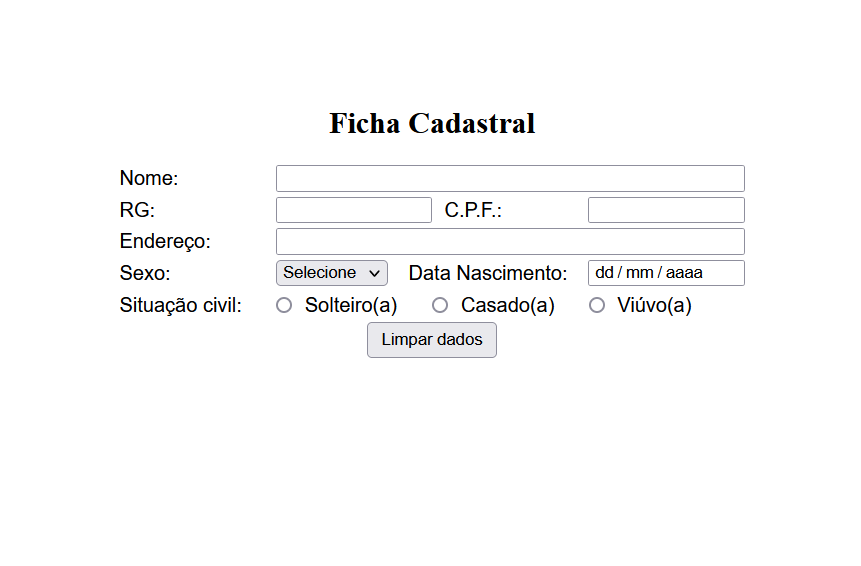 Ficha Cadastral
Nome:
RG: C.P.F.:
Endereço:
Sexo: Selecione Data Nascimento: dd / mm / aaaa
Situação civil: Solteiro(a) Casado(a) Viúvo(a)
Limpar dados